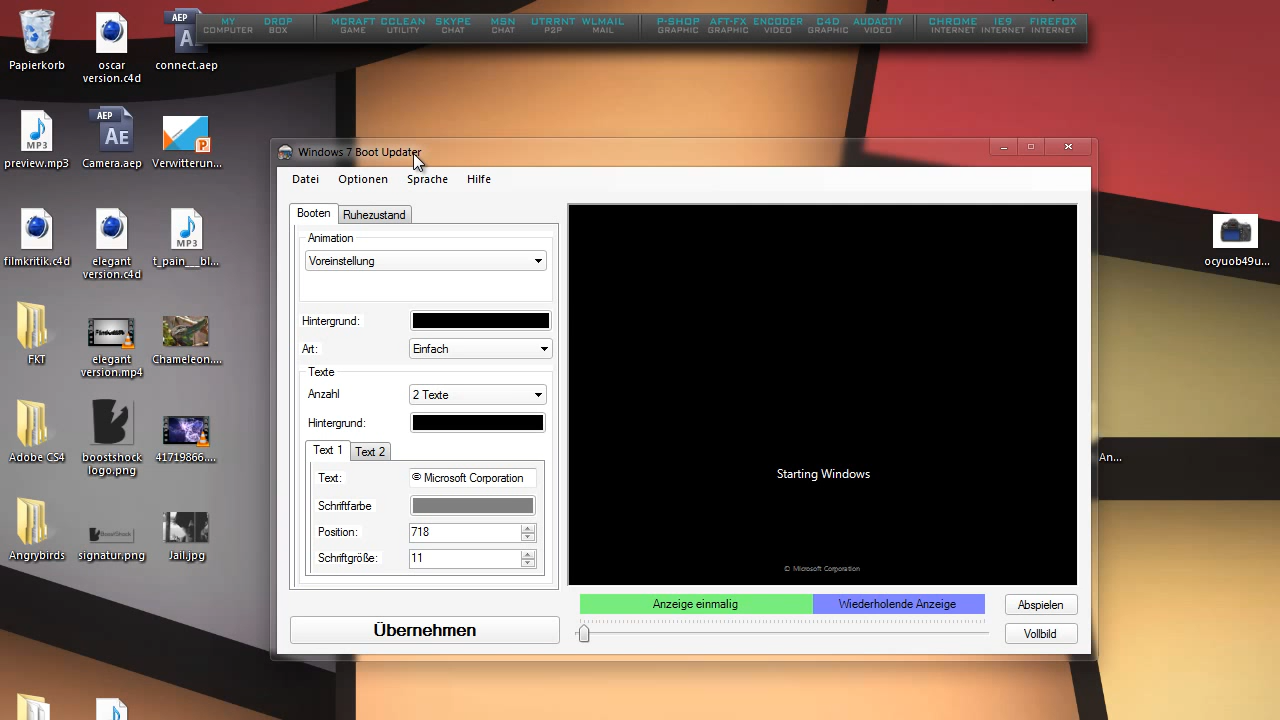 MY COMPUTER
DROP BOX
MCRAFT GAME
CCLEAN UTILITY
SKYPE CHAT
MSN CHAT
UTRRNT P2P
WLMAIL MAIL
P-SHOP GRAPHIC
AFT-FX GRAPHIC
ENCODER VIDEO
C4D GRAPHIC
AUDACTIY VIDEO
CHROME INTERNET
IE9 INTERNET
FIREFOX INTERNET
Papierkorb
oscar version.c4d
AEP
connect.aep
MP3
preview.mp3
AEP
Ae
Camera.aep
Verwitterun...
filmkritik.c4d
elegant version.c4d
MP3
t_pain___bl...
FKT
elegant version.mp4
Chameleon....
Adobe CS4
boostshock logo.png
41719866....
Angrybirds
signatur.png
Jail.jpg
ocyuob49u...
An...
Windows 7 Boot Updater
Datei Optionen Sprache Hilfe
Booten Ruhezustand
Animation
Voreinstellung
Hintergrund:
Art: Einfach
Texte
Anzahl 2 Texte
Hintergrund:
Text 1 Text 2
Text: © Microsoft Corporation
Schriftfarbe
Position: 718
Schriftgröße: 11
Übernehmen
Starting Windows
© Microsoft Corporation
Anzeige einmalig Wiederholende Anzeige
Abspielen
Vollbild